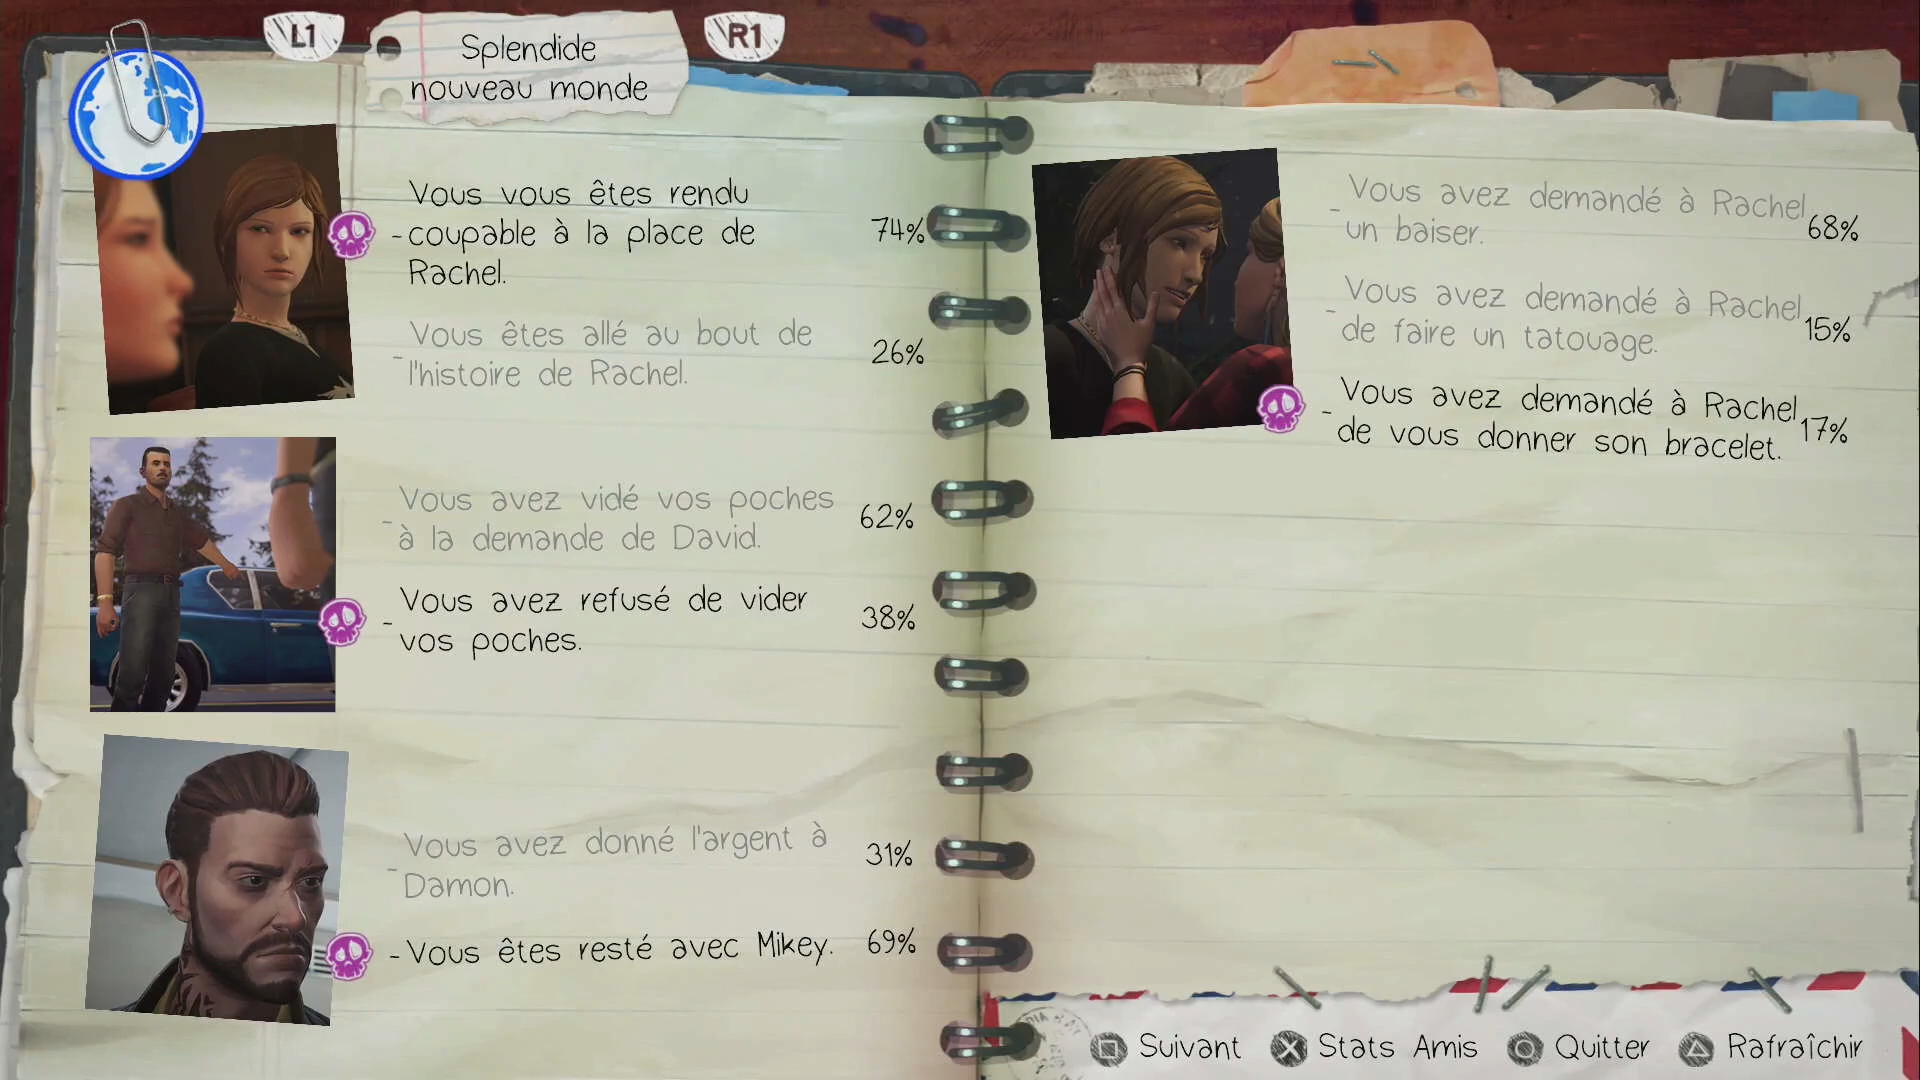 L1
Splendide
nouveau monde
R1
Vous vous êtes rendu
-coupable à la place de
Rachel.
74%
Vous êtes allé au bout de
-l'histoire de Rachel.
26%
Vous avez vidé vos poches
-à la demande de David.
62%
Vous avez refusé de vider
-vos poches.
38%
Vous avez donné l'argent à
-Damon.
31%
-Vous êtes resté avec Mikey.
69%
Vous avez demandé à Rachel
-un baiser.
68%
Vous avez demandé à Rachel
-de faire un tatouage.
15%
Vous avez demandé à Rachel
-de vous donner son bracelet.
17%
Suivant
Stats Amis
Quitter
Rafraîchir